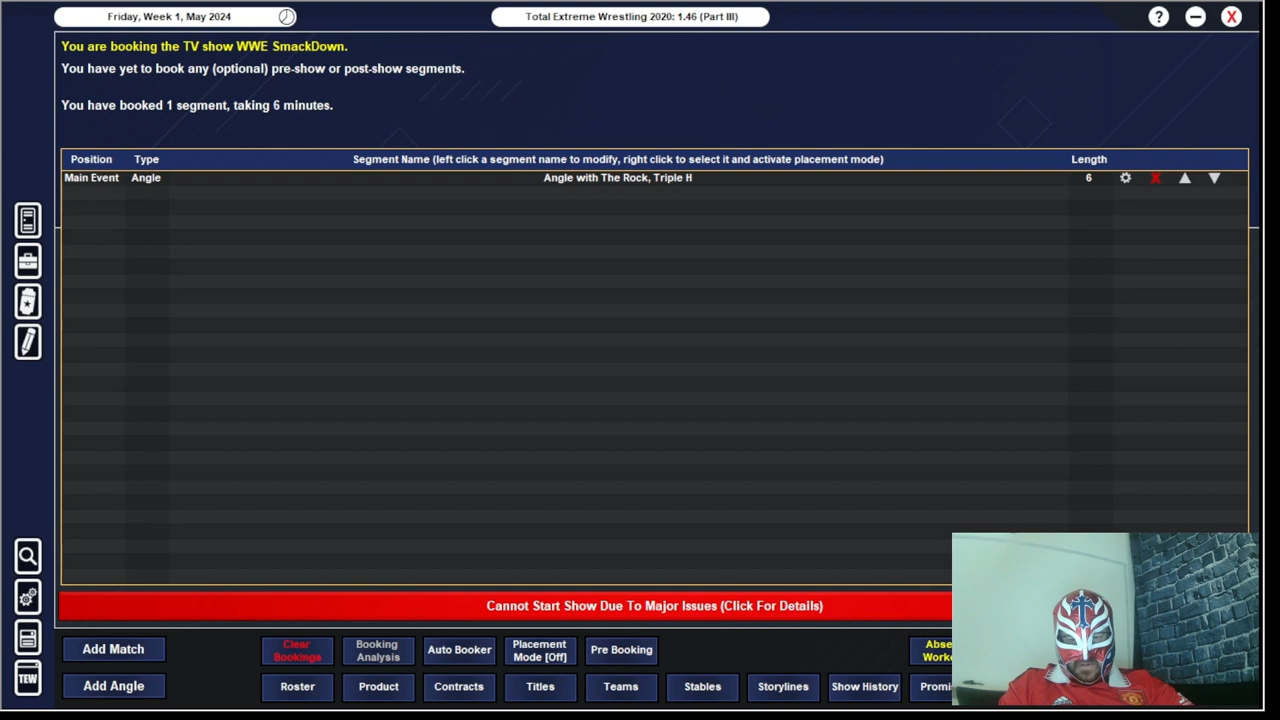 Friday, Week 1, May 2024
Total Extreme Wrestling 2020: 1.46 (Part III)
?
X
You are booking the TV show WWE SmackDown.
You have yet to book any (optional) pre-show or post-show segments.
You have booked 1 segment, taking 6 minutes.
Position Type Segment Name (left click a segment name to modify, right click to select it and activate placement mode) Length
Main Event Angle Angle with The Rock, Triple H 6 X
Cannot Start Show Due To Major Issues (Click For Details)
Add Match
Clear Bookings
Booking Analysis
Auto Booker
Placement Mode [Off]
Pre Booking
Abse
Work
TEW
Add Angle
Roster
Product
Contracts
Titles
Teams
Stables
Storylines
Show History
Promi